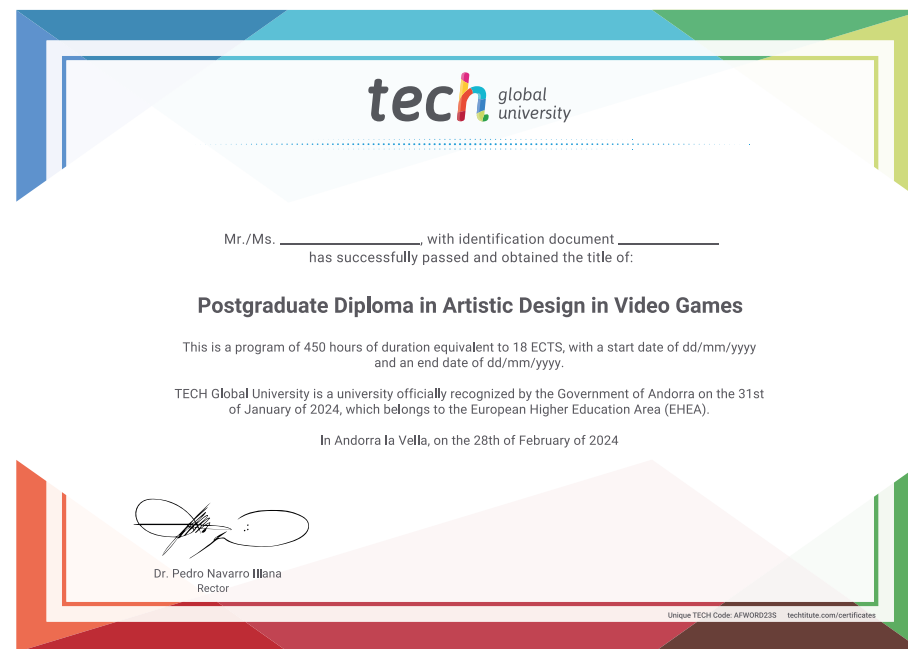 tech global university
Mr./Ms. ____________________, with identification document ______________
has successfully passed and obtained the title of:
Postgraduate Diploma in Artistic Design in Video Games
This is a program of 450 hours of duration equivalent to 18 ECTS, with a start date of dd/mm/yyyy
and an end date of dd/mm/yyyy.
TECH Global University is a university officially recognized by the Government of Andorra on the 31st
of January of 2024, which belongs to the European Higher Education Area (EHEA).
In Andorra la Vella, on the 28th of February of 2024
Dr. Pedro Navarro Illana
Rector
Unique TECH Code: AFWORD23S techtitute.com/certificates